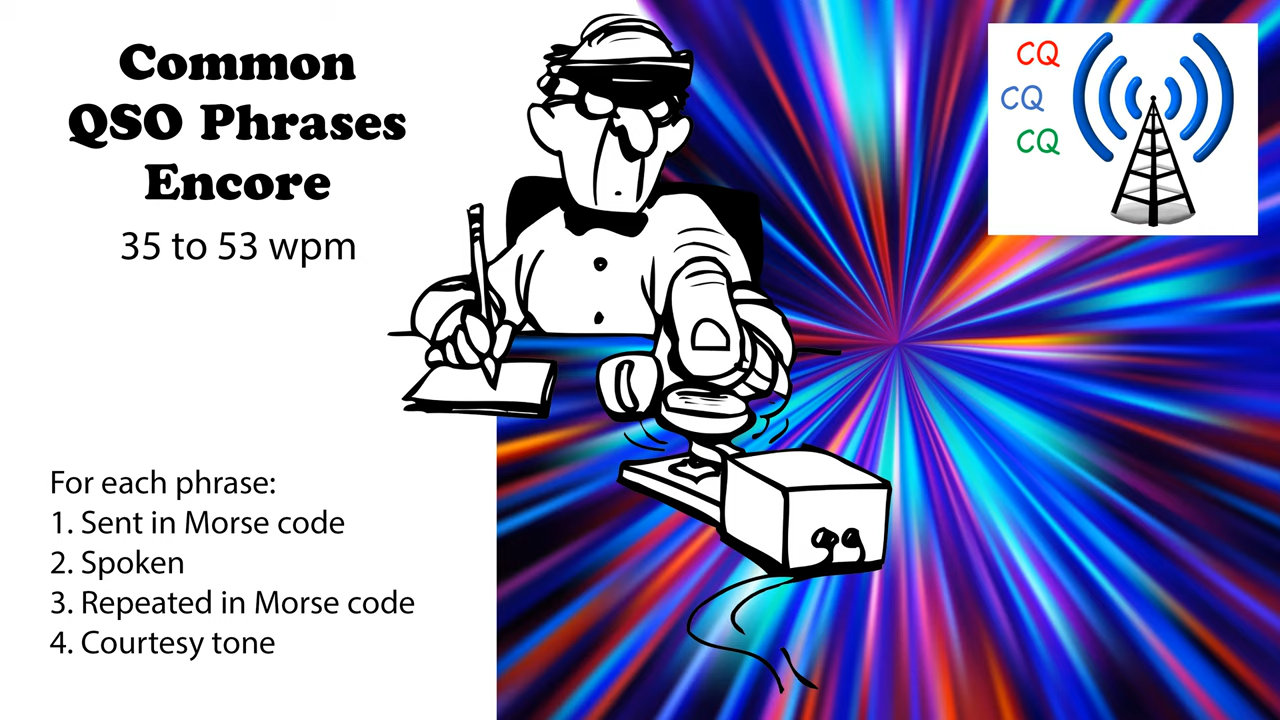 Common
QSO Phrases
Encore
35 to 53 wpm
CQ
CQ
CQ
For each phrase:
1. Sent in Morse code
2. Spoken
3. Repeated in Morse code
4. Courtesy tone